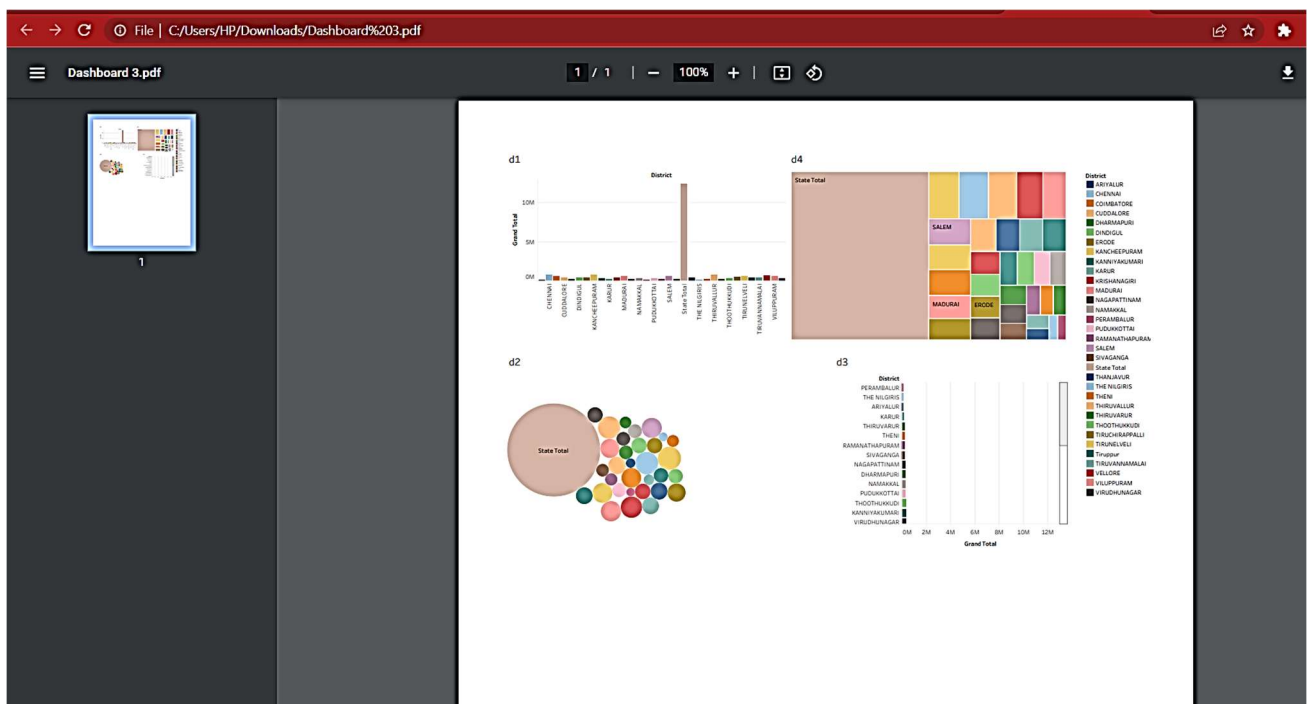 File | C:/Users/HP/Downloads/Dashboard%203.pdf
Dashboard 3.pdf
1 / 1 | — 100% + |
1
d1
District
Grand Total
10M
5M
0M
CHENNAI
CUDDALORE
DINDIGUL
KANCHEEPURAM
KARUR
MADURAI
NAMAKKAL
PUDUKKOTTAI
SALEM
State Total
THE NILGIRIS
THIRUVALLUR
THOOTHUKKUDI
TIRUNELVELI
TIRUVANNAMALAI
VILUPPURAM
d4
State Total
SALEM
MADURAI
ERODE
District
ARIYALUR
CHENNAI
COIMBATORE
CUDDALORE
DHARMAPURI
DINDIGUL
ERODE
KANCHEEPURAM
KANNIYAKUMARI
KARUR
KRISHANAGIRI
MADURAI
NAGAPATTINAM
NAMAKKAL
PERAMBALUR
PUDUKKOTTAI
RAMANATHAPURAM
SALEM
SIVAGANGA
State Total
THANJAVUR
THE NILGIRIS
THENI
THIRUVALLUR
THIRUVARUR
THOOTHUKKUDI
TIRUCHIRAPPALLI
TIRUNELVELI
Tiruppur
TIRUVANNAMALAI
VELLORE
VILUPPURAM
VIRUDHUNAGAR
d2
State Total
d3
District
PERAMBALUR
THE NILGIRIS
ARIYALUR
KARUR
THIRUVARUR
THENI
RAMANATHAPURAM
SIVAGANGA
NAGAPATTINAM
DHARMAPURI
NAMAKKAL
PUDUKKOTTAI
THOOTHUKKUDI
KANNIYAKUMARI
VIRUDHUNAGAR
0M 2M 4M 6M 8M 10M 12M
Grand Total